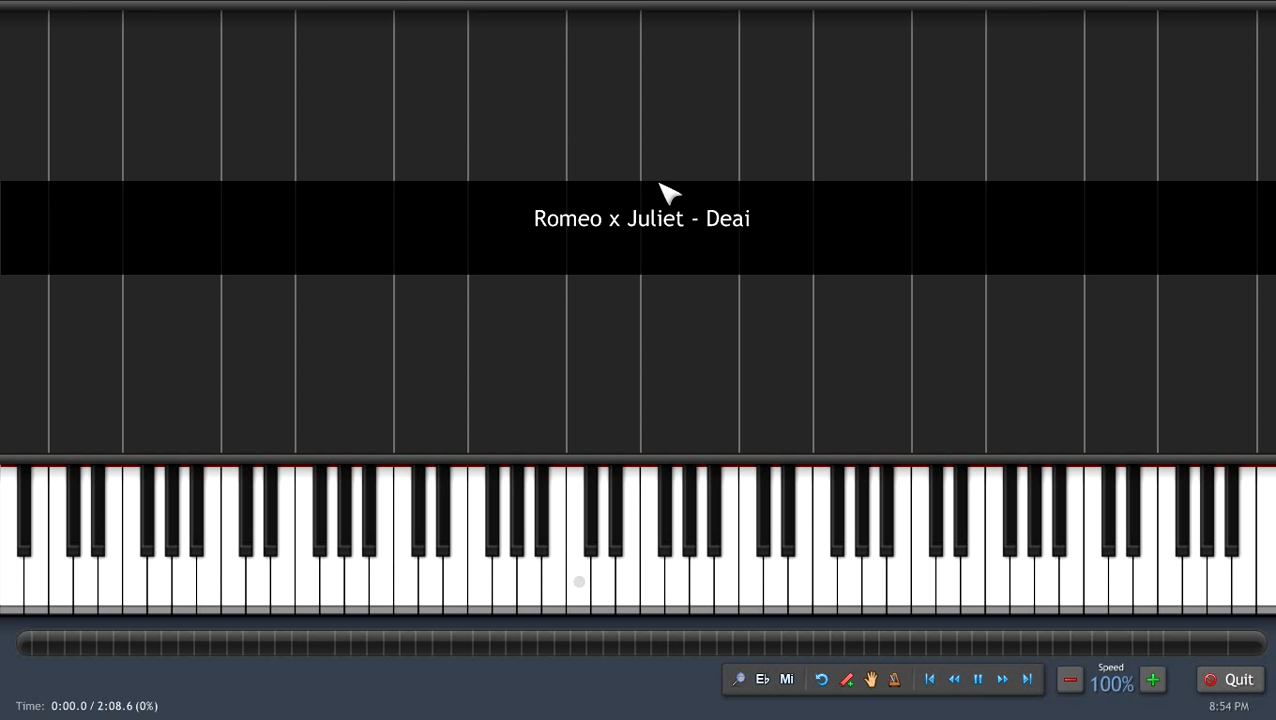 Romeo x Juliet - Deai
Eb Mi
Speed
100%
Quit
Time: 0:00.0 / 2:08.6 (0%)
8:54 PM